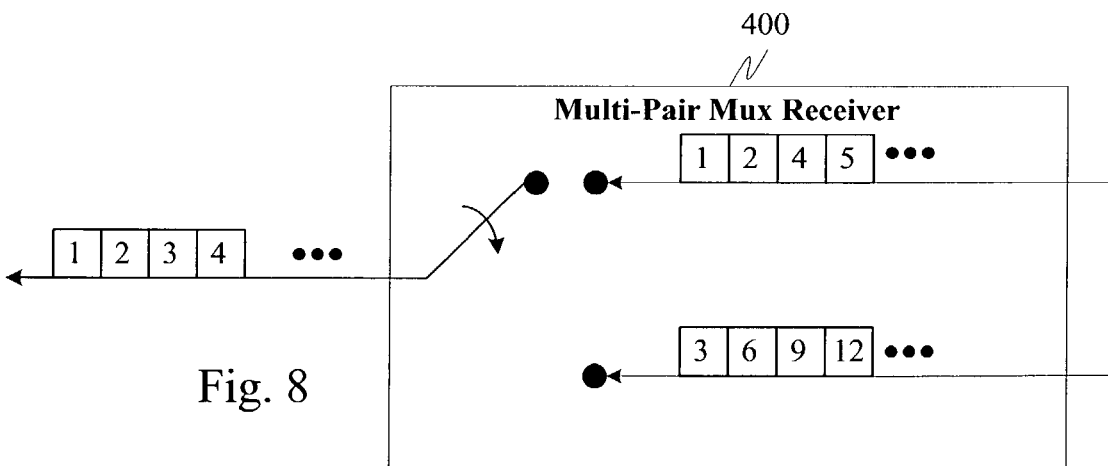 400
Multi-Pair Mux Receiver
1 2 4 5 •••
1 2 3 4 •••
3 6 9 12 •••
Fig. 8